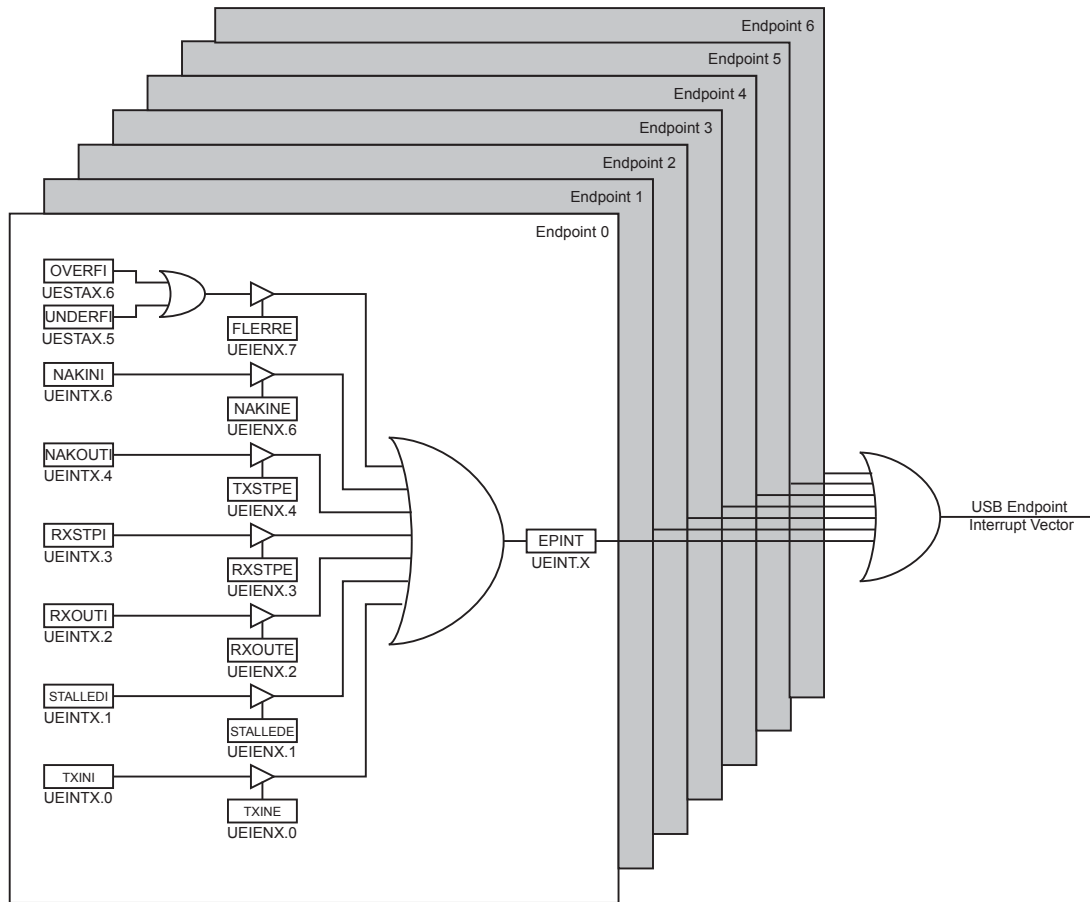 Endpoint 6
Endpoint 5
Endpoint 4
Endpoint 3
Endpoint 2
Endpoint 1
Endpoint 0
OVERFI
UESTAX.6
UNDERFI
UESTAX.5
FLERRE
UEIENX.7
NAKINI
UEINTX.6
NAKINE
UEIENX.6
NAKOUTI
UEINTX.4
TXSTPE
UEIENX.4
RXSTPI
UEINTX.3
RXSTPE
UEIENX.3
RXOUTI
UEINTX.2
RXOUTE
UEIENX.2
STALLEDI
UEINTX.1
STALLEDE
UEIENX.1
TXINI
UEINTX.0
TXINE
UEIENX.0
EPINT
UEINT.X
USB Endpoint
Interrupt Vector